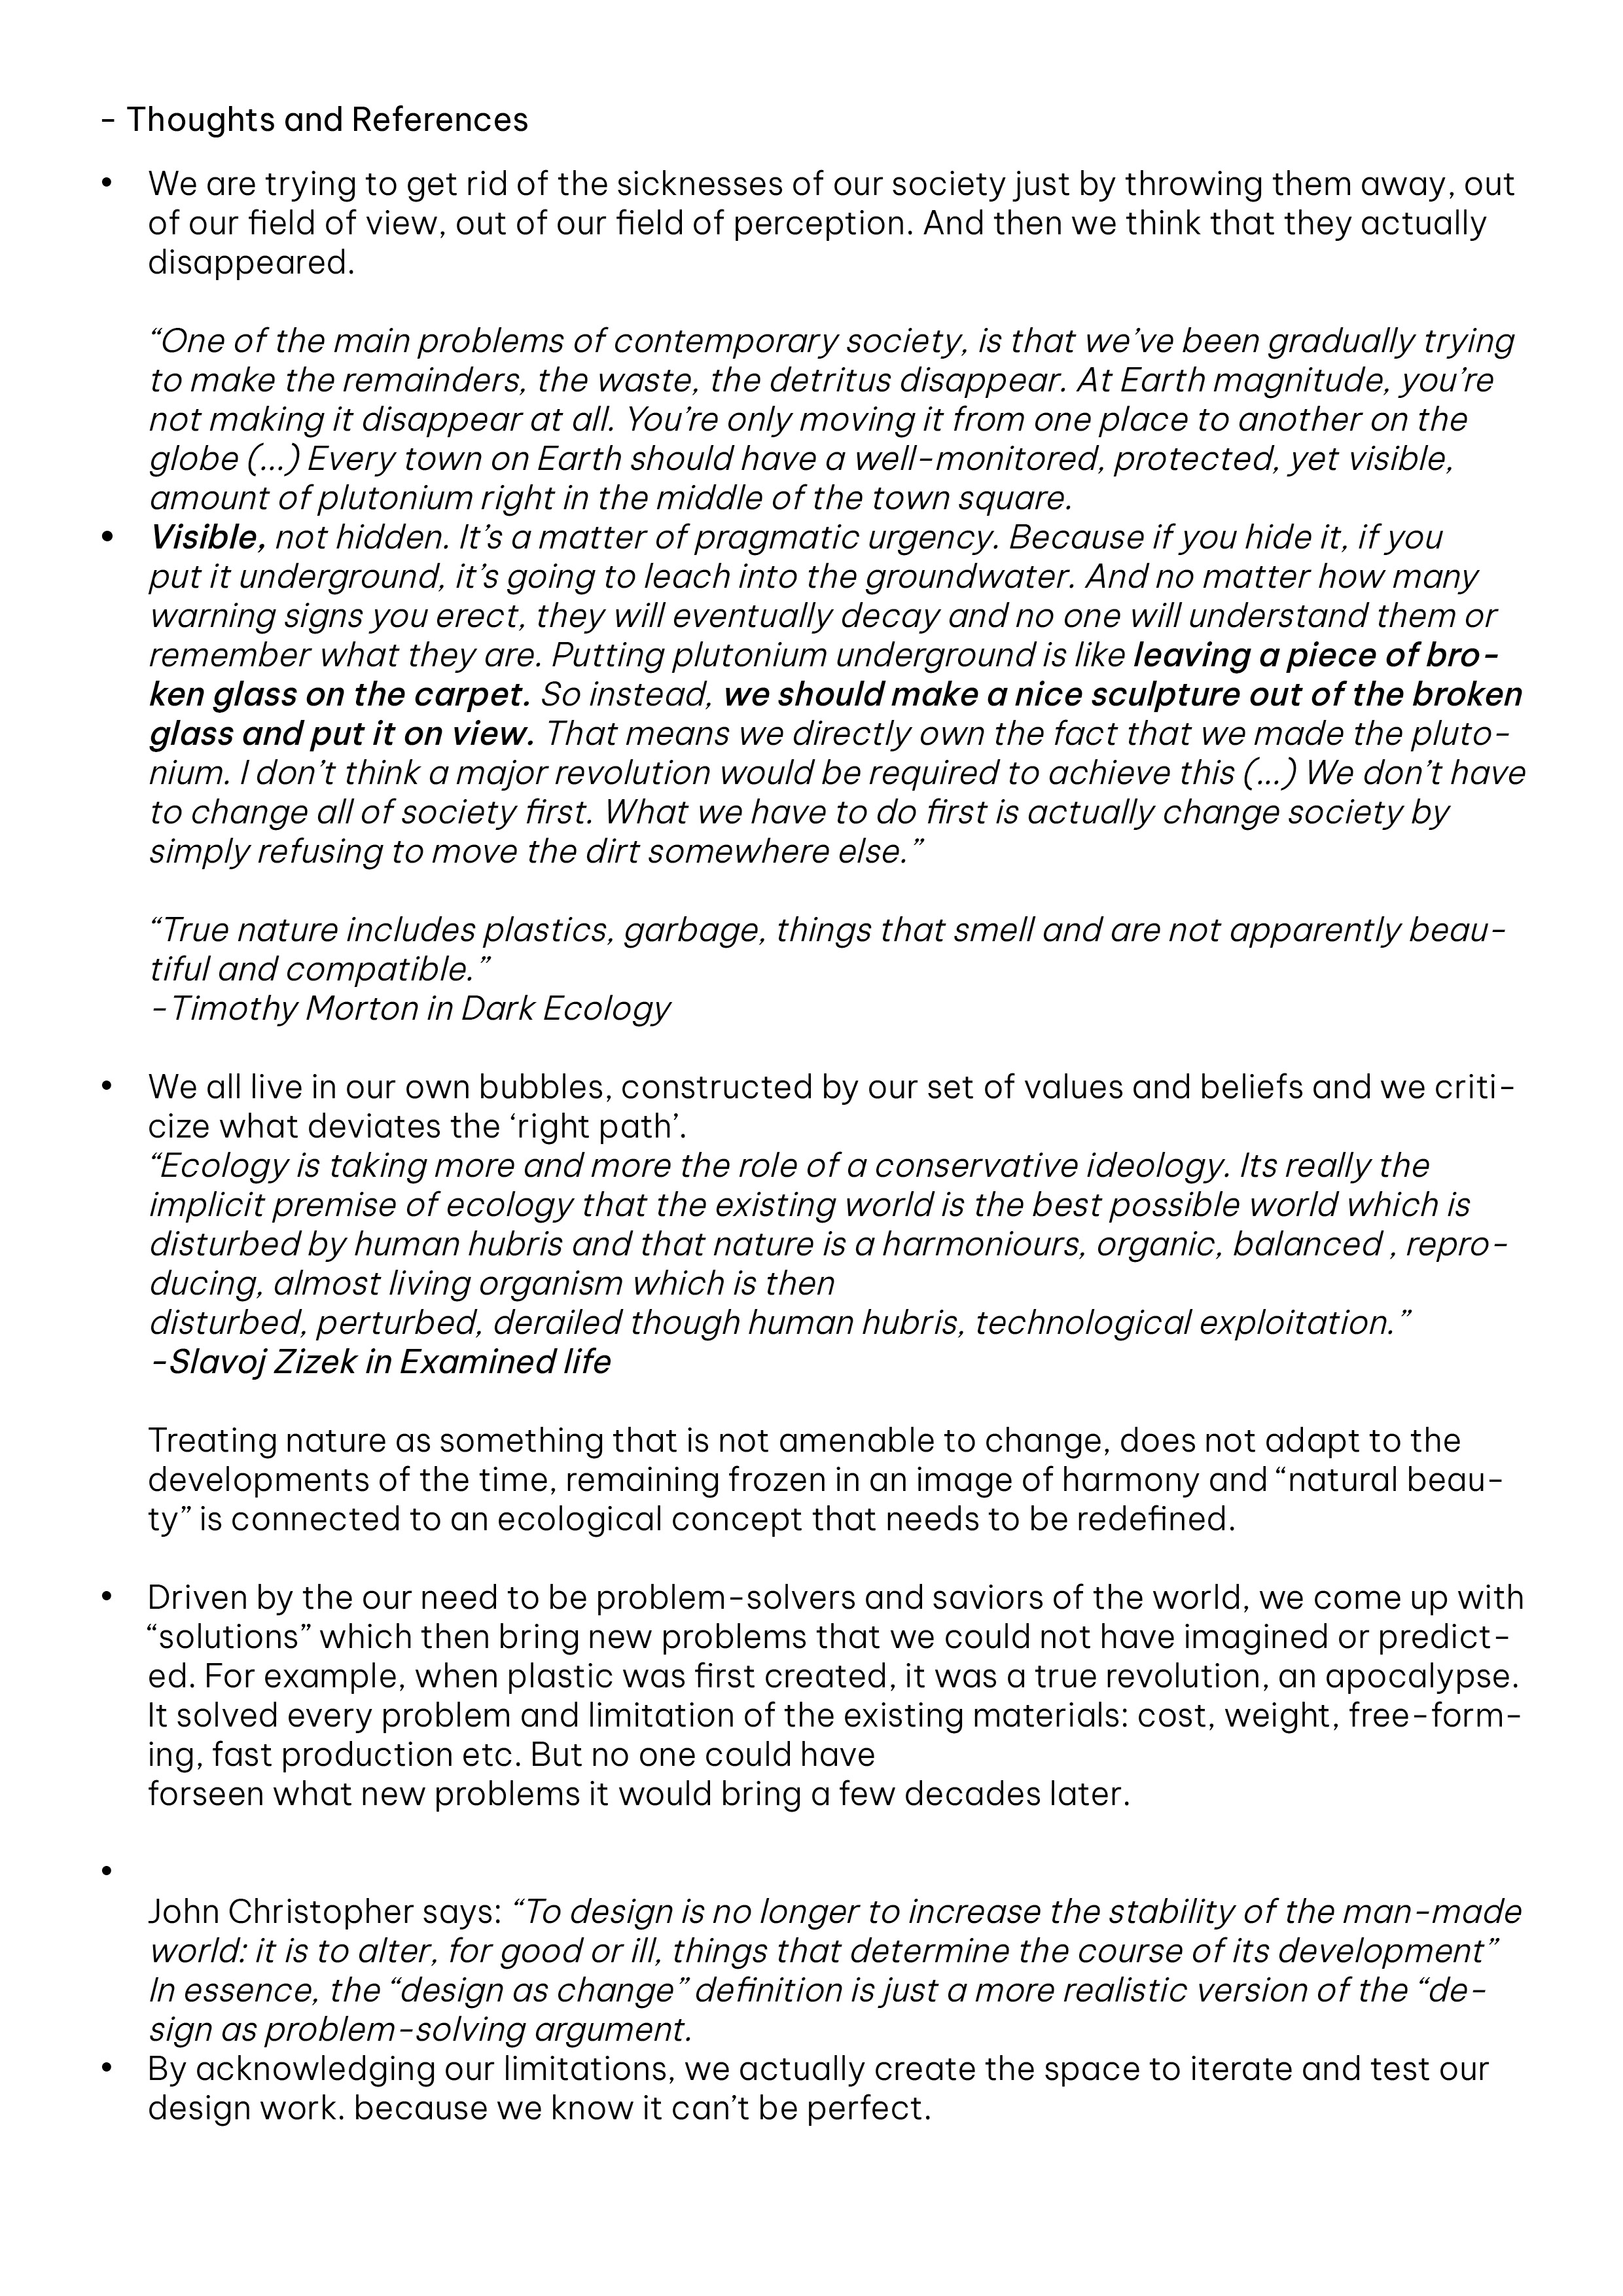 - Thoughts and References
• We are trying to get rid of the sicknesses of our society just by throwing them away, out
of our field of view, out of our field of perception. And then we think that they actually
disappeared.
“One of the main problems of contemporary society, is that we’ve been gradually trying
to make the remainders, the waste, the detritus disappear. At Earth magnitude, you’re
not making it disappear at all. You’re only moving it from one place to another on the
globe (...) Every town on Earth should have a well-monitored, protected, yet visible,
amount of plutonium right in the middle of the town square.
• Visible, not hidden. It’s a matter of pragmatic urgency. Because if you hide it, if you
put it underground, it’s going to leach into the groundwater. And no matter how many
warning signs you erect, they will eventually decay and no one will understand them or
remember what they are. Putting plutonium underground is like leaving a piece of bro-
ken glass on the carpet. So instead, we should make a nice sculpture out of the broken
glass and put it on view. That means we directly own the fact that we made the pluto-
nium. I don’t think a major revolution would be required to achieve this (...) We don’t have
to change all of society first. What we have to do first is actually change society by
simply refusing to move the dirt somewhere else.”
“True nature includes plastics, garbage, things that smell and are not apparently beau-
tiful and compatible.”
-Timothy Morton in Dark Ecology
• We all live in our own bubbles, constructed by our set of values and beliefs and we criti-
cize what deviates the ‘right path’.
“Ecology is taking more and more the role of a conservative ideology. Its really the
implicit premise of ecology that the existing world is the best possible world which is
disturbed by human hubris and that nature is a harmoniours, organic, balanced , repro-
ducing, almost living organism which is then
disturbed, perturbed, derailed though human hubris, technological exploitation.”
-Slavoj Zizek in Examined life
Treating nature as something that is not amenable to change, does not adapt to the
developments of the time, remaining frozen in an image of harmony and “natural beau-
ty” is connected to an ecological concept that needs to be redefined.
• Driven by the our need to be problem-solvers and saviors of the world, we come up with
“solutions” which then bring new problems that we could not have imagined or predict-
ed. For example, when plastic was first created, it was a true revolution, an apocalypse.
It solved every problem and limitation of the existing materials: cost, weight, free-form-
ing, fast production etc. But no one could have
forseen what new problems it would bring a few decades later.
•
John Christopher says: “To design is no longer to increase the stability of the man-made
world: it is to alter, for good or ill, things that determine the course of its development”
In essence, the “design as change” definition is just a more realistic version of the “de-
sign as problem-solving argument.
• By acknowledging our limitations, we actually create the space to iterate and test our
design work. because we know it can’t be perfect.